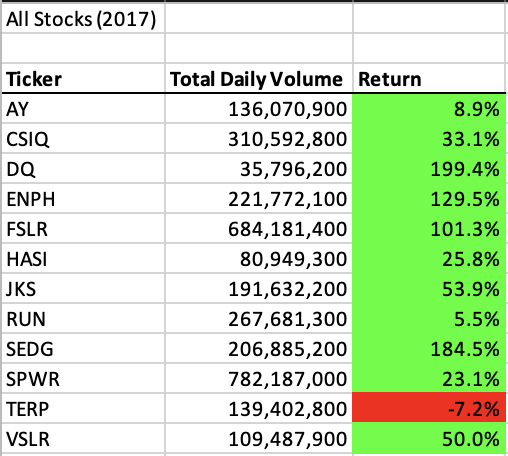 All Stocks (2017)
Ticker Total Daily Volume Return
AY 136,070,900 8.9%
CSIQ 310,592,800 33.1%
DQ 35,796,200 199.4%
ENPH 221,772,100 129.5%
FSLR 684,181,400 101.3%
HASI 80,949,300 25.8%
JKS 191,632,200 53.9%
RUN 267,681,300 5.5%
SEDG 206,885,200 184.5%
SPWR 782,187,000 23.1%
TERP 139,402,800 -7.2%
VSLR 109,487,900 50.0%